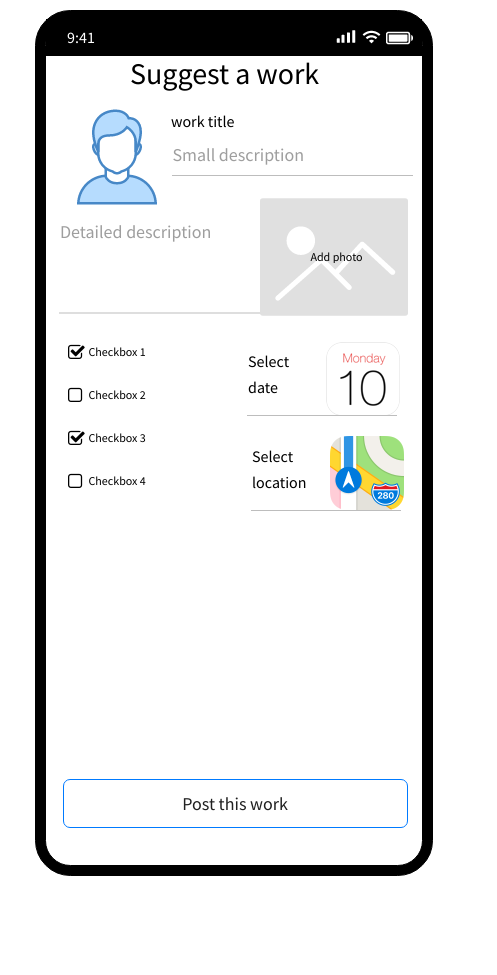 9:41
Suggest a work
work title
Small description
Detailed description
Add photo
Checkbox 1
Checkbox 2
Checkbox 3
Checkbox 4
Select
date
Monday
10
Select
location
280
Post this work